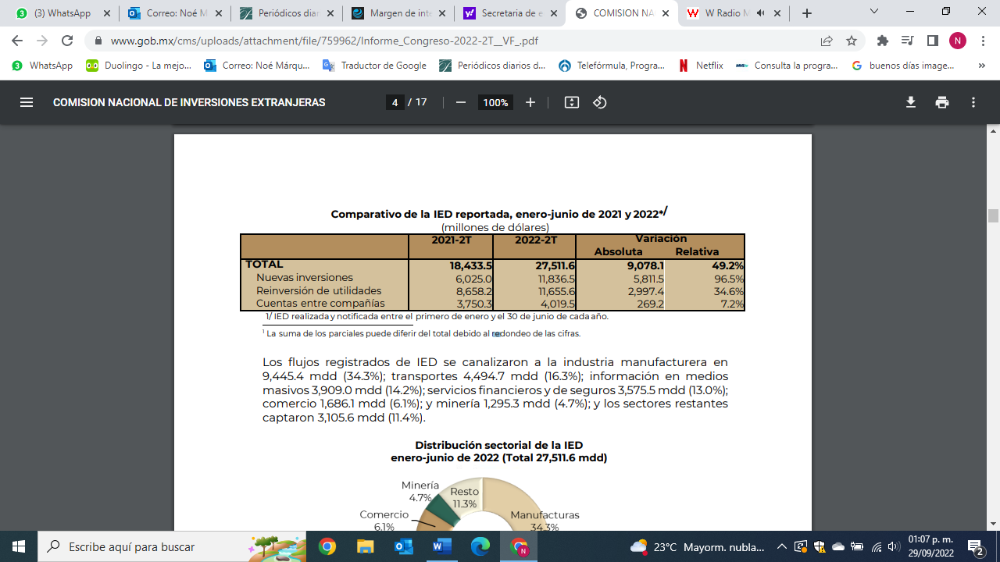 (3) WhatsApp
Correo: Noé M
Periódicos diar
Margen de inte
Secretaria de e
COMISION NA
W Radio M
www.gob.mx/cms/uploads/attachment/file/759962/Informe_Congreso-2022-2T__VF_.pdf
N
WhatsApp
Duolingo - La mejo...
Correo: Noé Márqu...
Traductor de Google
Periódicos diarios d...
Telefórmula, Progra...
Netflix
Consulta la progra...
buenos días image...
COMISION NACIONAL DE INVERSIONES EXTRANJERAS
4 / 17
100%
Comparativo de la IED reportada, enero-junio de 2021 y 2022*/
(millones de dólares)
2021-2T 2022-2T Variación
Absoluta Relativa
TOTAL 18,433.5 27,511.6 9,078.1 49.2%
Nuevas inversiones 6,025.0 11,836.5 5,811.5 96.5%
Reinversión de utilidades 8,658.2 11,655.6 2,997.4 34.6%
Cuentas entre compañías 3,750.3 4,019.5 269.2 7.2%
1/ IED realizada y notificada entre el primero de enero y el 30 de junio de cada año.
1 La suma de los parciales puede diferir del total debido al redondeo de las cifras.
Los flujos registrados de IED se canalizaron a la industria manufacturera en
9,445.4 mdd (34.3%); transportes 4,494.7 mdd (16.3%); información en medios
masivos 3,909.0 mdd (14.2%); servicios financieros y de seguros 3,575.5 mdd (13.0%);
comercio 1,686.1 mdd (6.1%); y minería 1,295.3 mdd (4.7%); y los sectores restantes
captaron 3,105.6 mdd (11.4%).
Distribución sectorial de la IED
enero-junio de 2022 (Total 27,511.6 mdd)
Minería
4.7%
Resto
11.3%
Comercio
6.1%
Manufacturas
34.3%
Escribe aquí para buscar
23°C Mayorm. nubla...
01:07 p. m.
29/09/2022
2